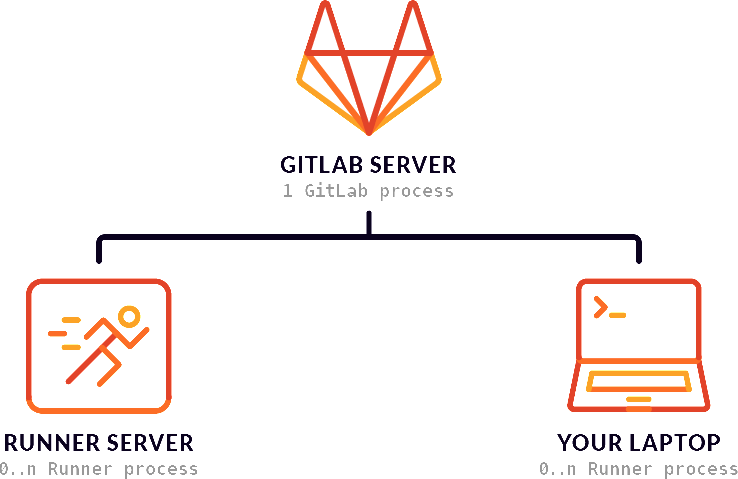 GITLAB SERVER
1 GitLab process
RUNNER SERVER
0..n Runner process
YOUR LAPTOP
0..n Runner process